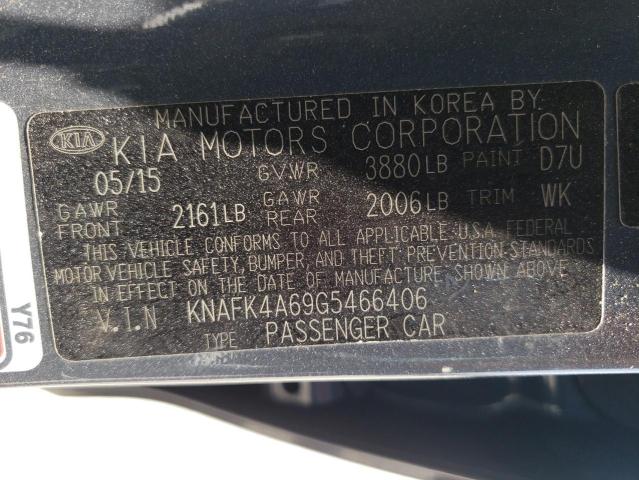 MANUFACTURED IN KOREA BY
KIA KIA MOTORS CORPORATION
05/15 G.V.WR 3880LB PAINT D7U
GAWR FRONT 2161LB GAWR REAR 2006LB TRIM WK
THIS VEHICLE CONFORMS TO ALL APPLICABLE U.S.A. FEDERAL
MOTOR VEHICLE SAFETY, BUMPER, AND THEFT PREVENTION STANDARDS
IN EFFECT ON THE DATE OF MANUFACTURE SHOWN ABOVE
V.I.N KNAFK4A69G5466406
TYPE PASSENGER CAR
Y76